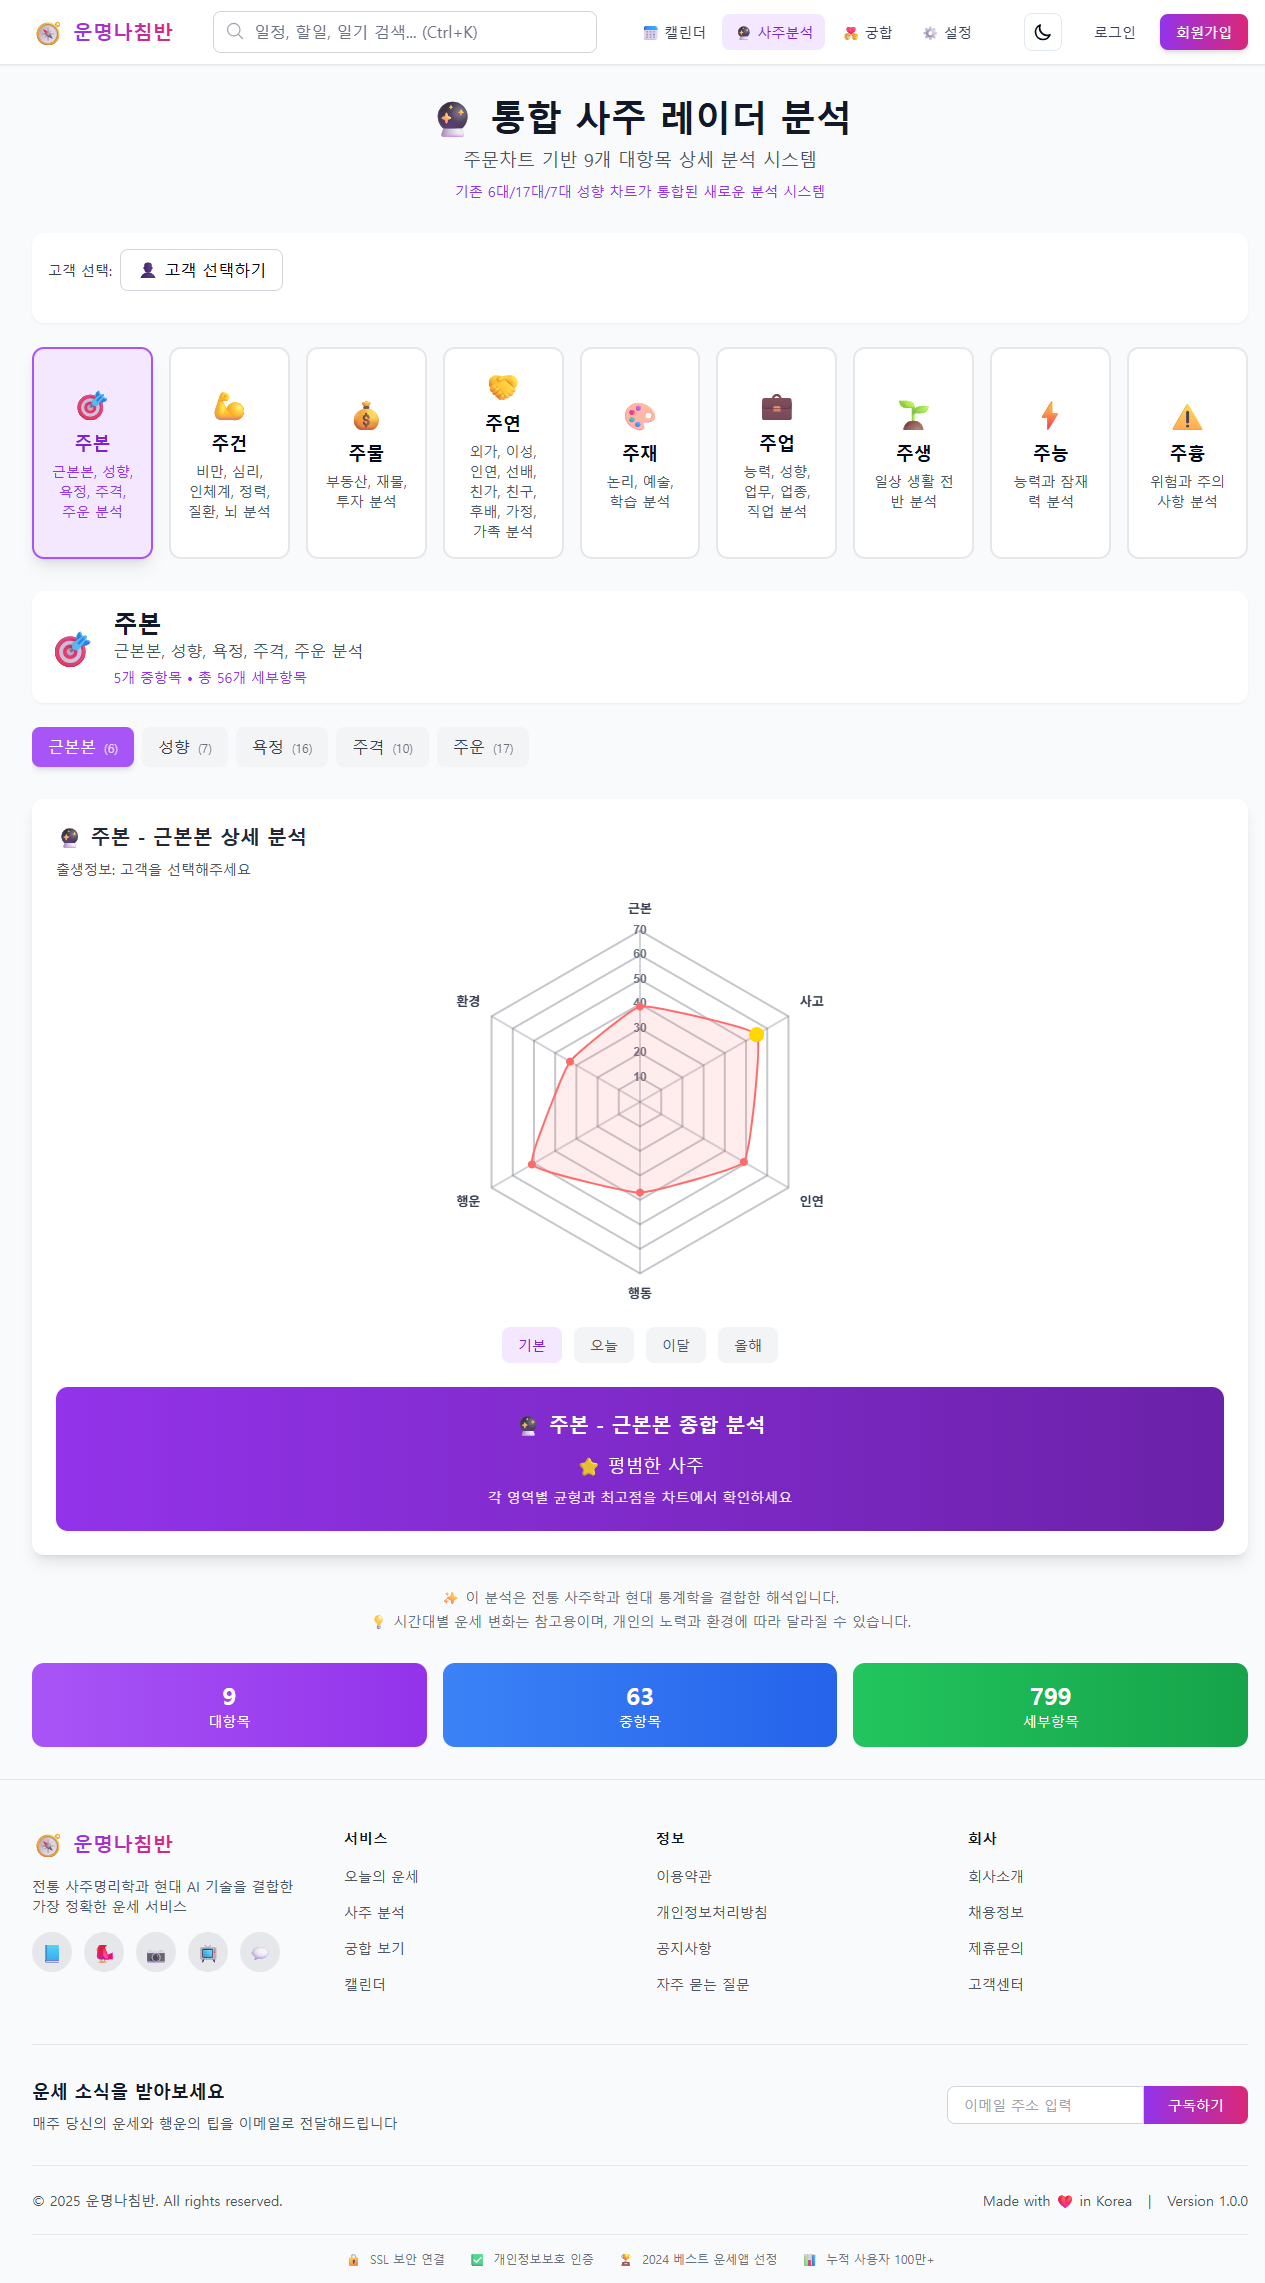 운명나침반
일정, 할일, 일기 검색... (Ctrl+K)
캘린더
사주분석
궁합
설정
로그인
회원가입
통합 사주 레이더 분석
주문차트 기반 9개 대항목 상세 분석 시스템
기존 6대/17대/7대 성향 차트가 통합된 새로운 분석 시스템
고객 선택:
고객 선택하기
주본
근본본, 성향,
욕정, 주격,
주운 분석
주건
비만, 심리,
인체계, 정력,
질환, 뇌 분석
주물
부동산, 재물,
투자 분석
주연
외가, 이성,
인연, 선배,
친가, 친구,
후배, 가정,
가족 분석
주재
논리, 예술,
학습 분석
주업
능력, 성향,
업무, 업종,
직업 분석
주생
일상 생활 전
반 분석
주능
능력과 잠재
력 분석
주흉
위험과 주의
사항 분석
주본
근본본, 성향, 욕정, 주격, 주운 분석
5개 중항목 • 총 56개 세부항목
근본본 (6)
성향 (7)
욕정 (16)
주격 (10)
주운 (17)
주본 - 근본본 상세 분석
출생정보: 고객을 선택해주세요
근본
70
60
50
40
30
20
10
환경
사고
행운
인연
행동
기본
오늘
이달
올해
주본 - 근본본 종합 분석
평범한 사주
각 영역별 균형과 최고점을 차트에서 확인하세요
이 분석은 전통 사주학과 현대 통계학을 결합한 해석입니다.
시간대별 운세 변화는 참고용이며, 개인의 노력과 환경에 따라 달라질 수 있습니다.
9
대항목
63
중항목
799
세부항목
운명나침반
전통 사주명리학과 현대 AI 기술을 결합한
가장 정확한 운세 서비스
서비스
오늘의 운세
사주 분석
궁합 보기
캘린더
정보
이용약관
개인정보처리방침
공지사항
자주 묻는 질문
회사
회사소개
채용정보
제휴문의
고객센터
운세 소식을 받아보세요
매주 당신의 운세와 행운의 팁을 이메일로 전달해드립니다
이메일 주소 입력
구독하기
© 2025 운명나침반. All rights reserved.
Made with ❤️ in Korea | Version 1.0.0
SSL 보안 연결
개인정보보호 인증
2024 베스트 운세앱 선정
누적 사용자 100만+